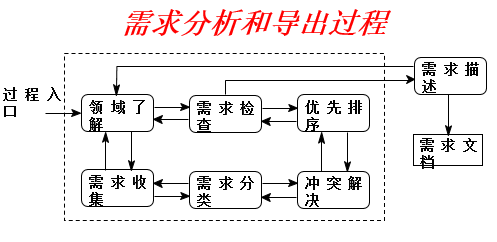 需求分析和导出过程
过程入
口
领域了
解
需求检
查
优先排
序
需求描
述
需求文
档
需求收
集
需求分
类
冲突解
决